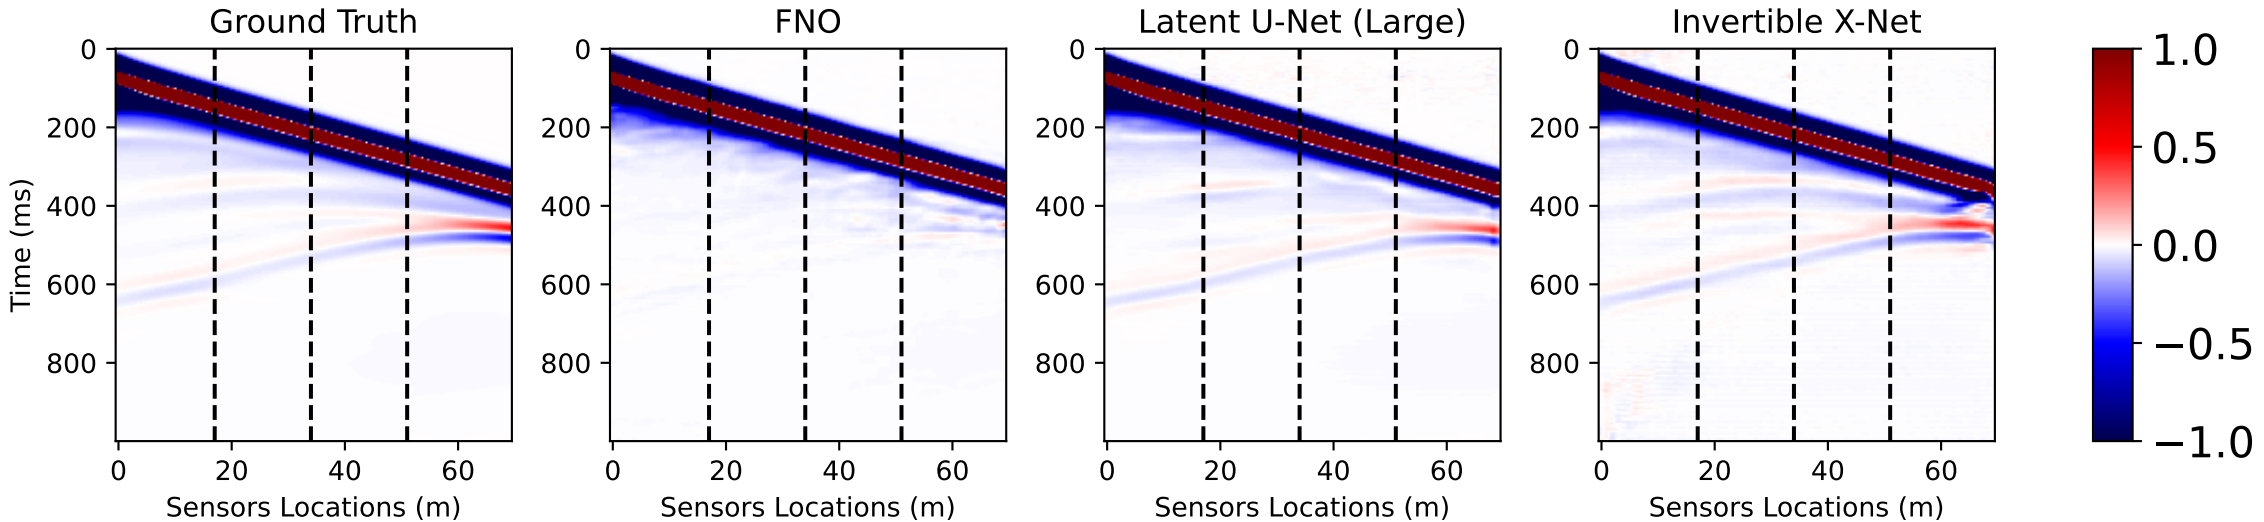 Ground Truth
FNO
Latent U-Net (Large)
Invertible X-Net
Time (ms)
0
200
400
600
800
0
200
400
600
800
0
200
400
600
800
0
200
400
600
800
0 20 40 60
0 20 40 60
0 20 40 60
0 20 40 60
Sensors Locations (m)
Sensors Locations (m)
Sensors Locations (m)
Sensors Locations (m)
1.0
0.5
0.0
−0.5
−1.0